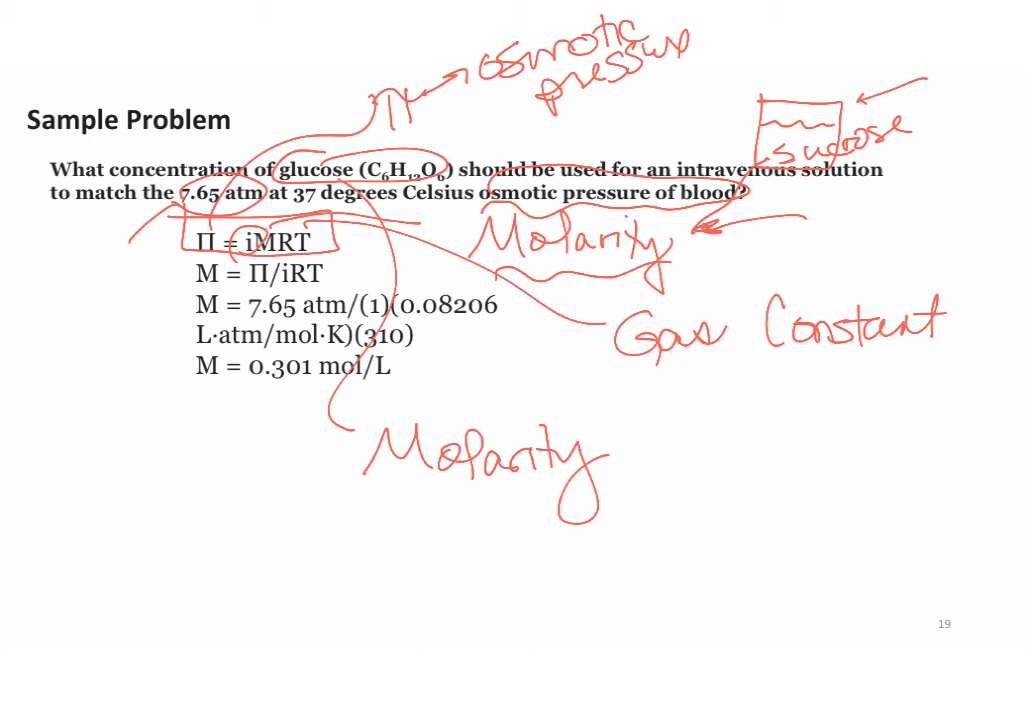 osmotic
pressure
π
Sample Problem
sucrose
What concentration of glucose (C₆H₁₂O₆) should be used for an intravenous solution
to match the 7.65 atm at 37 degrees Celsius osmotic pressure of blood?
Π = iMRT
Molarity
M = Π/iRT
M = 7.65 atm/(1)(0.08206
L·atm/mol·K)(310)
Gas Constant
M = 0.301 mol/L
Molarity
19